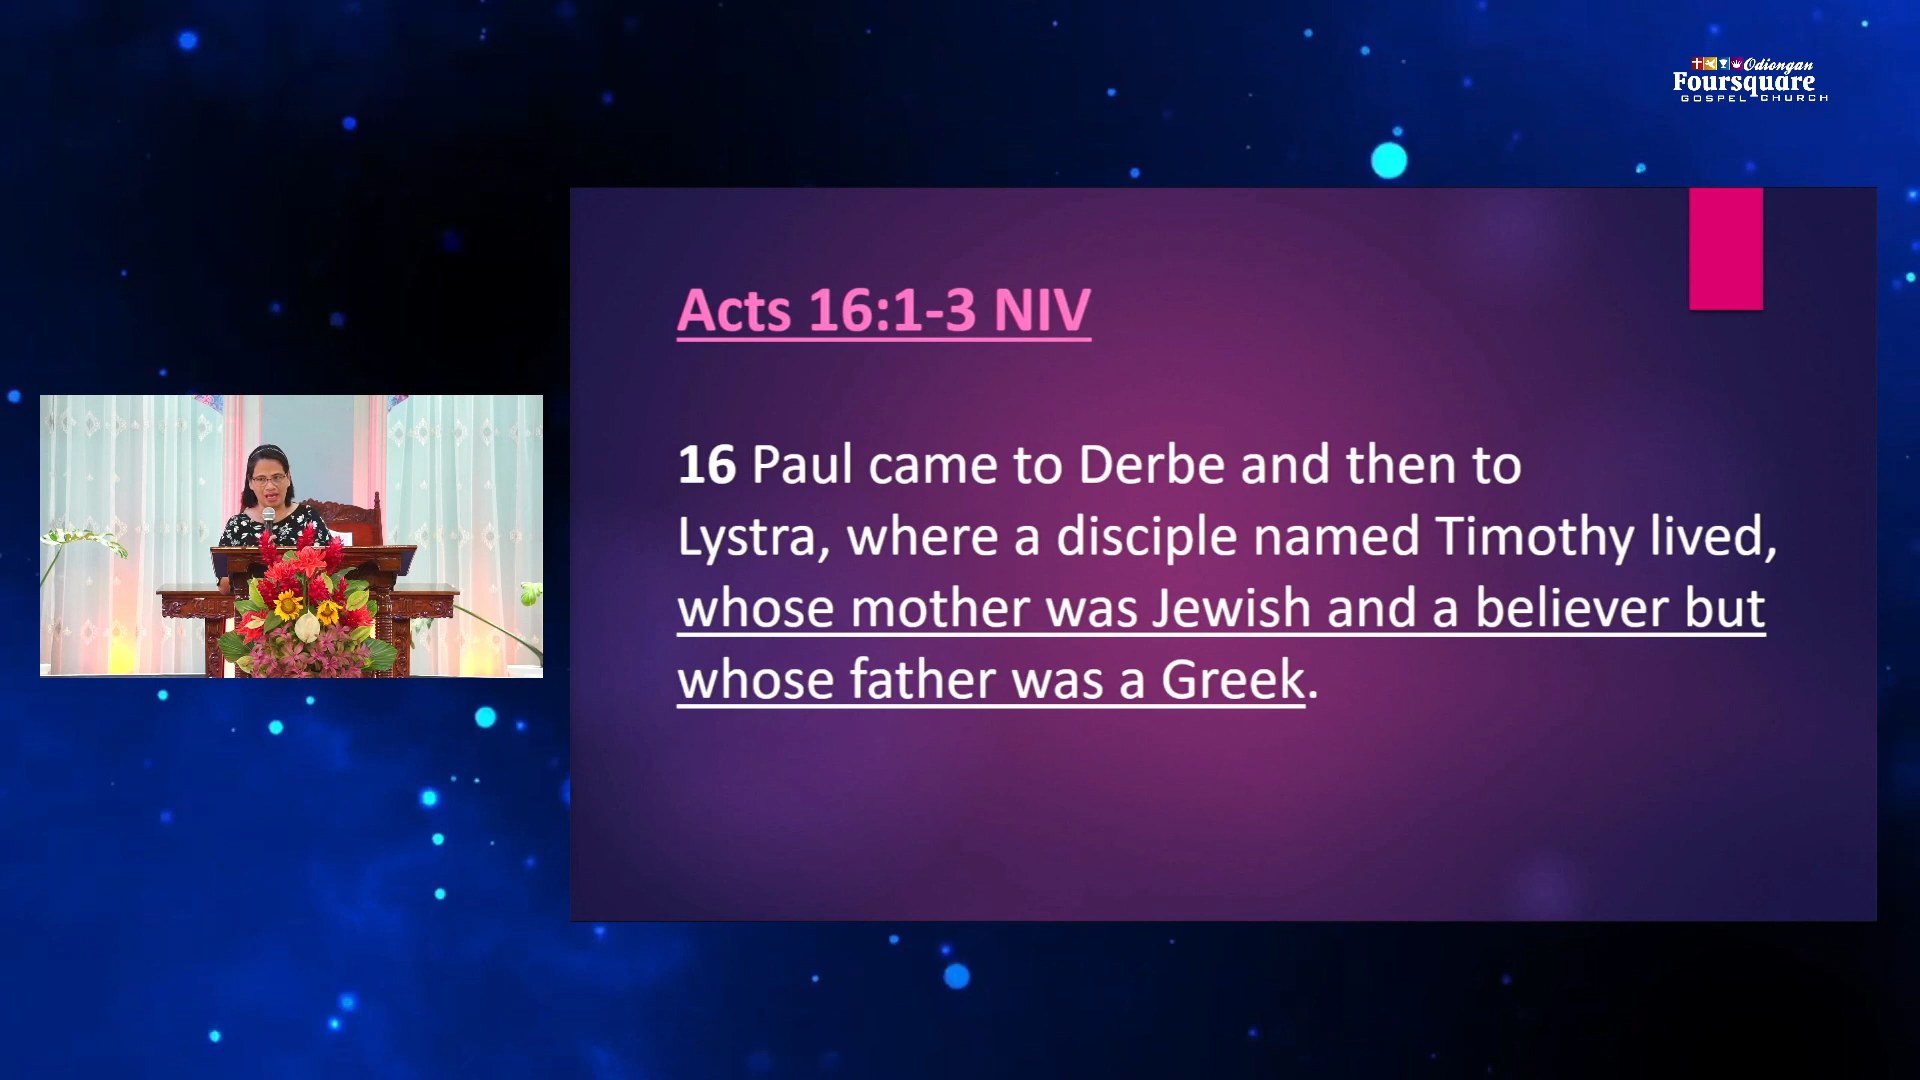 Odiongan
Foursquare
GOSPEL CHURCH
Acts 16:1-3 NIV
16 Paul came to Derbe and then to
Lystra, where a disciple named Timothy lived,
whose mother was Jewish and a believer but
whose father was a Greek.